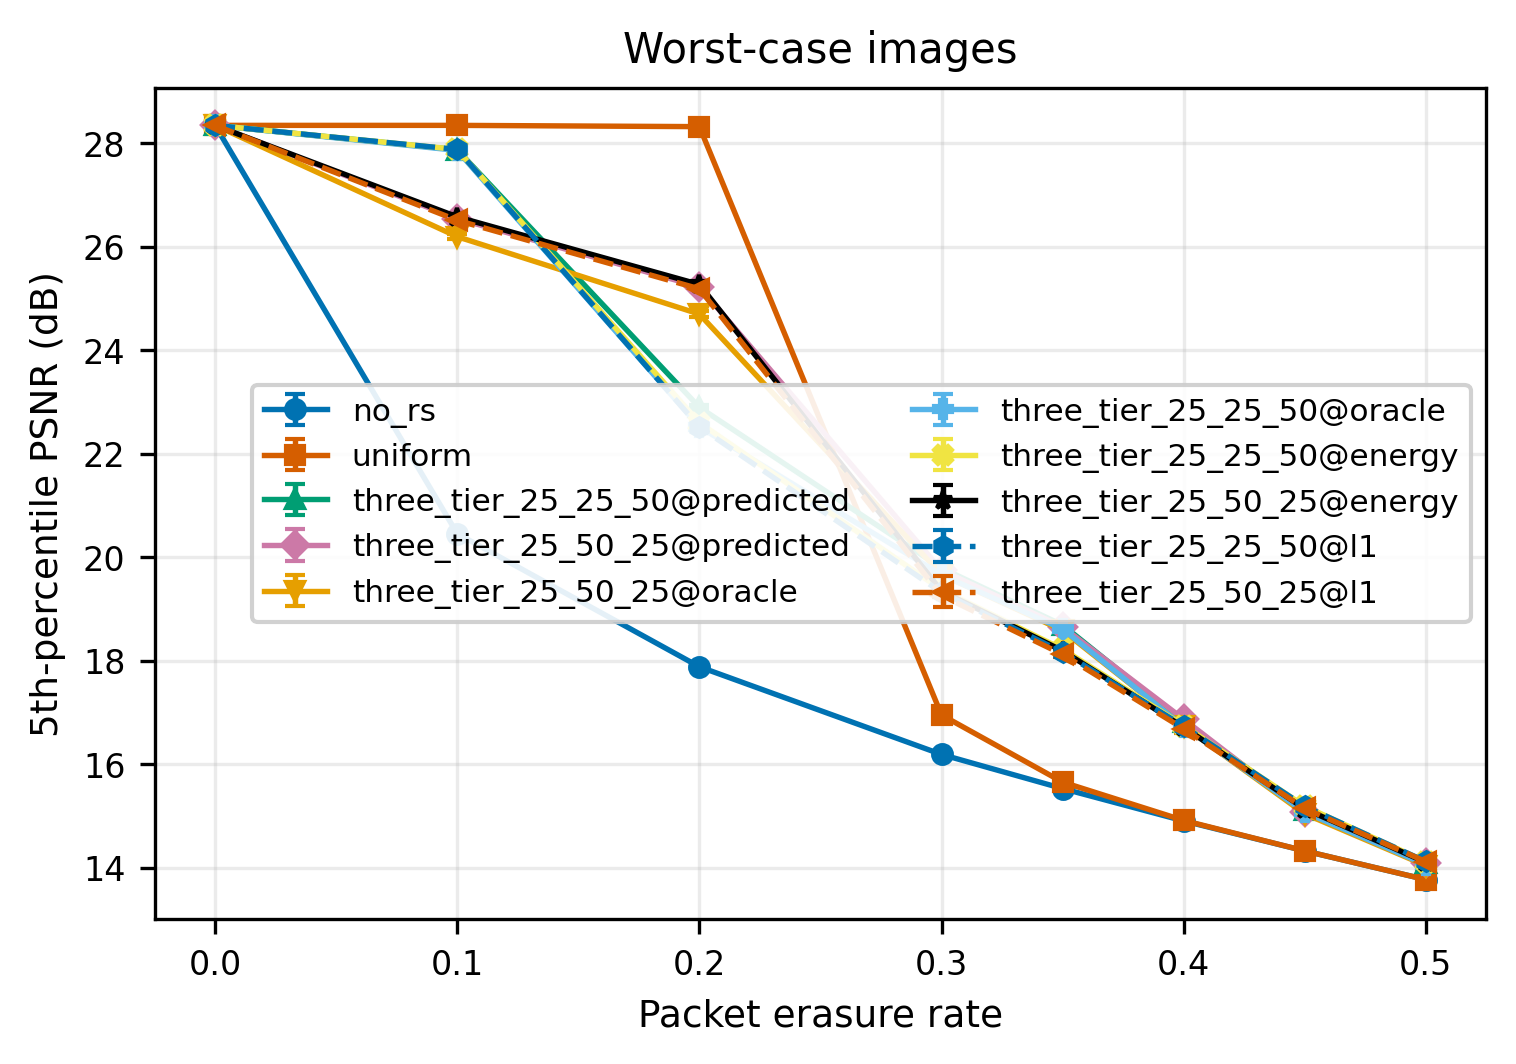 Worst-case images
5th-percentile PSNR (dB)
28
26
24
22
20
18
16
14
no_rs
uniform
three_tier_25_25_50@predicted
three_tier_25_50_25@predicted
three_tier_25_50_25@oracle
three_tier_25_25_50@oracle
three_tier_25_25_50@energy
three_tier_25_50_25@energy
three_tier_25_25_50@l1
three_tier_25_50_25@l1
0.0 0.1 0.2 0.3 0.4 0.5
Packet erasure rate